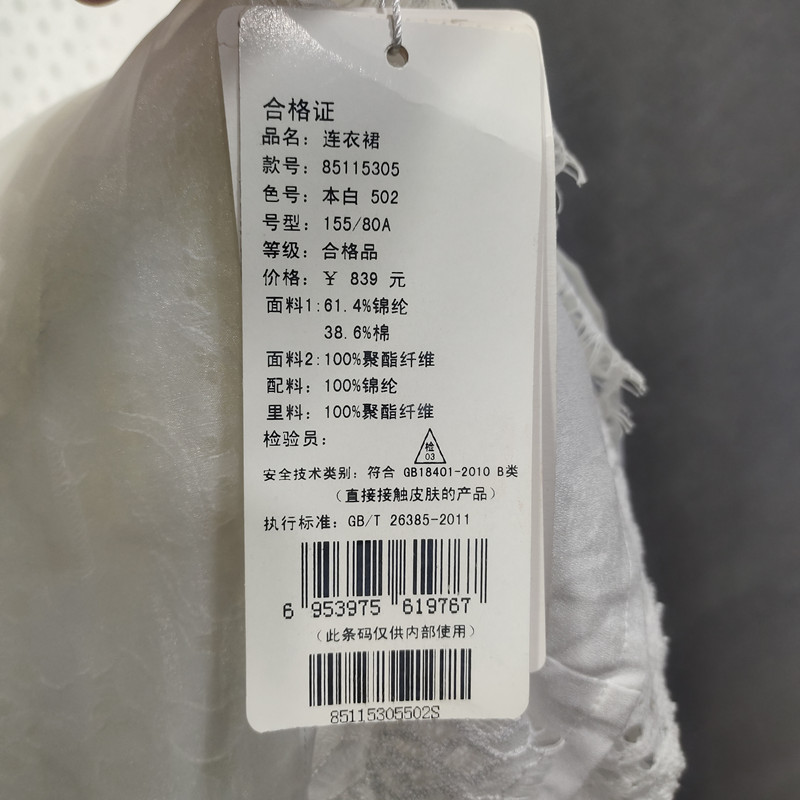 合格证
品名: 连衣裙
款号: 85115305
色号: 本白 502
号型: 155/80A
等级: 合格品
价格: ¥ 839 元
面料1:61.4%锦纶
38.6%棉
面料2:100%聚酯纤维
配料: 100%锦纶
里料: 100%聚酯纤维
检验员: 检 03
安全技术类别: 符合 GB18401-2010 B类
(直接接触皮肤的产品)
执行标准: GB/T 26385-2011
6 953975 619767
(此条码仅供内部使用)
85115305502S